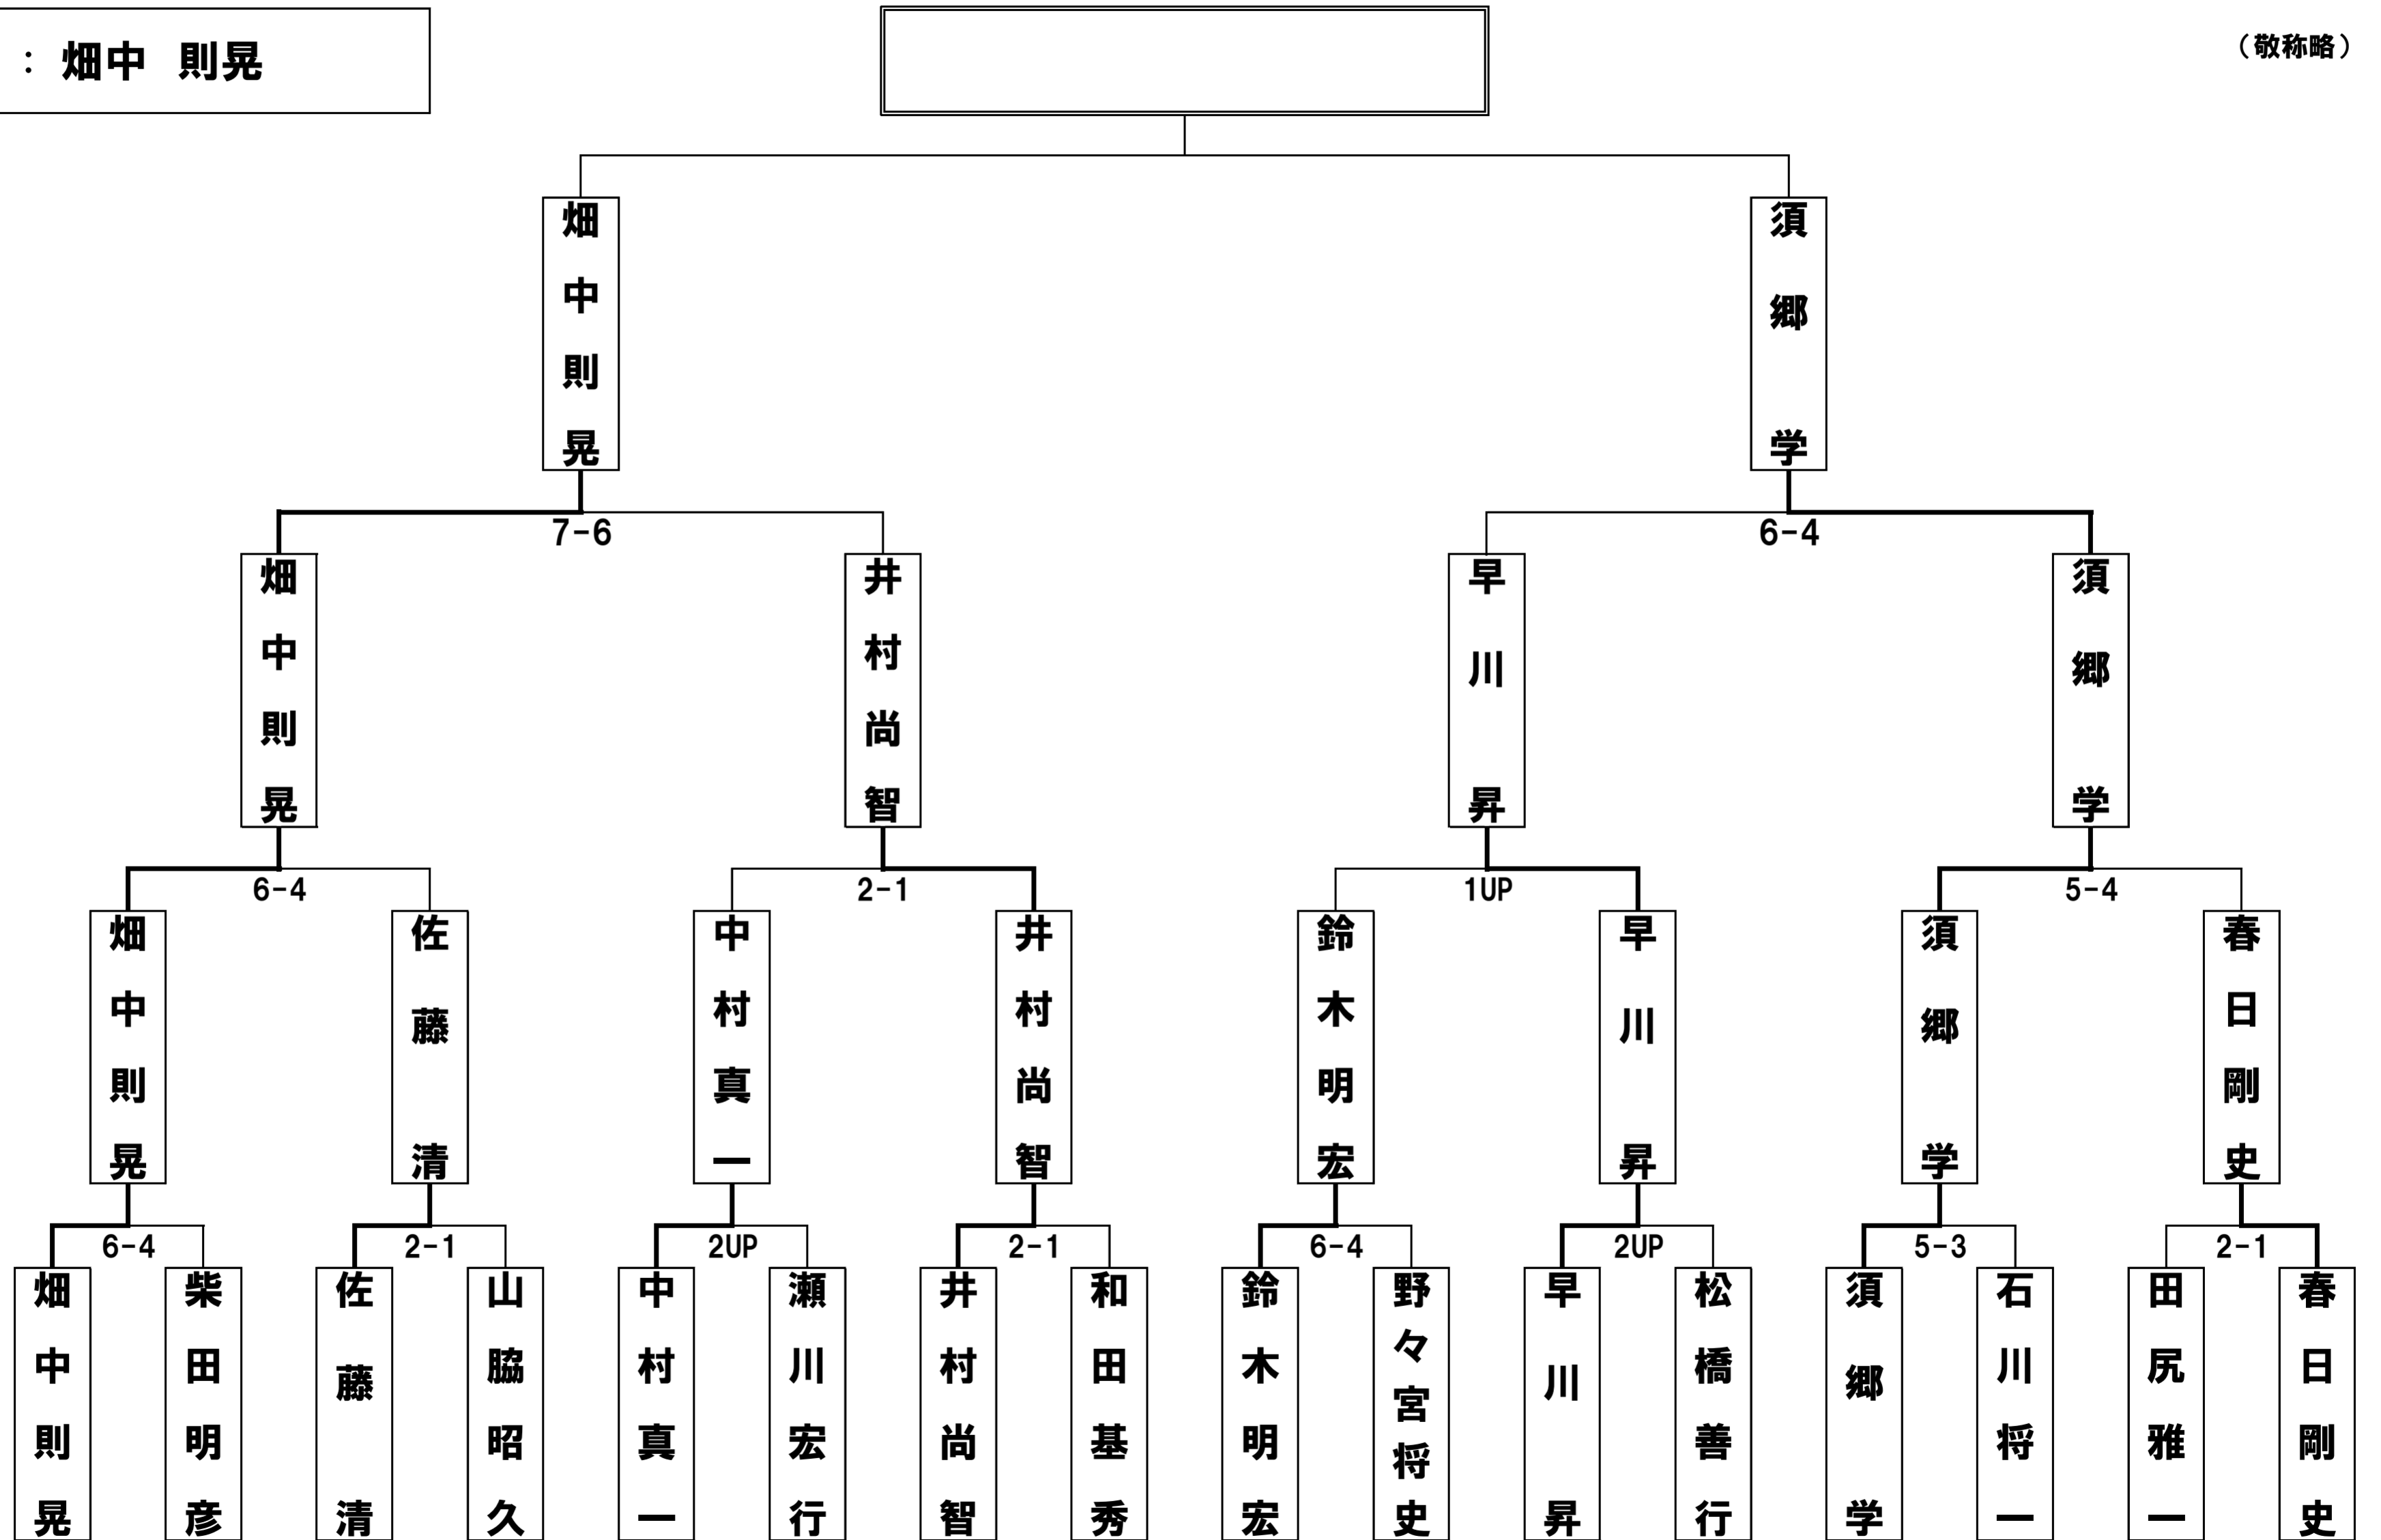 ： 畑中 則晃
（敬称略）
畑中則晃
須郷学
7-6
6-4
畑中則晃
井村尚智
早川昇
須郷学
6-4
2-1
1UP
5-4
畑中則晃
佐藤清
中村真一
井村尚智
鈴木明宏
早川昇
須郷学
春日剛史
6-4
2-1
2UP
2-1
6-4
2UP
5-3
2-1
畑中則晃
柴田明彦
佐藤清
山脇昭久
中村真一
瀬川宏行
井村尚智
和田基秀
鈴木明宏
野々宮将史
早川昇
松橋善行
須郷学
石川将一
田尻雅一
春日剛史